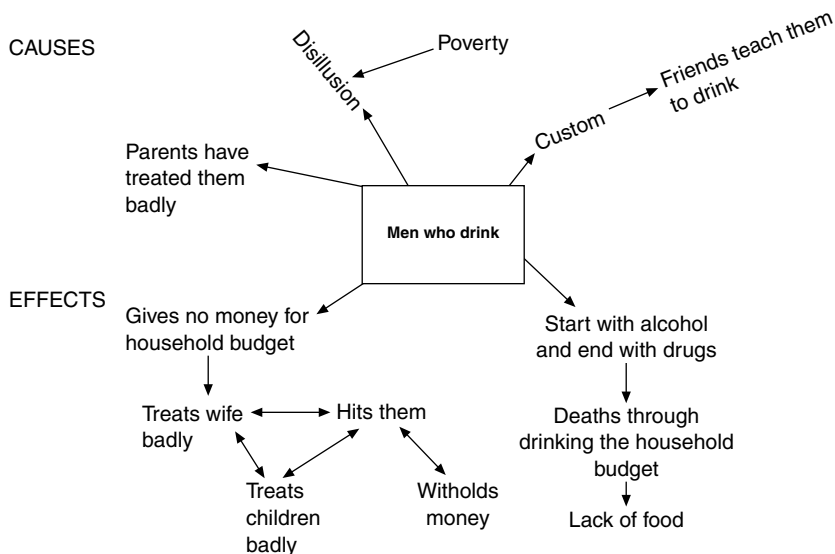 CAUSES
Disillusion
Poverty
Friends teach them
to drink
Custom
Parents have
treated them
badly
Men who drink
EFFECTS
Gives no money for
household budget
Start with alcohol
and end with drugs
Treats wife
badly
Hits them
Deaths through
drinking the household
budget
Treats
children
badly
Witholds
money
Lack of food